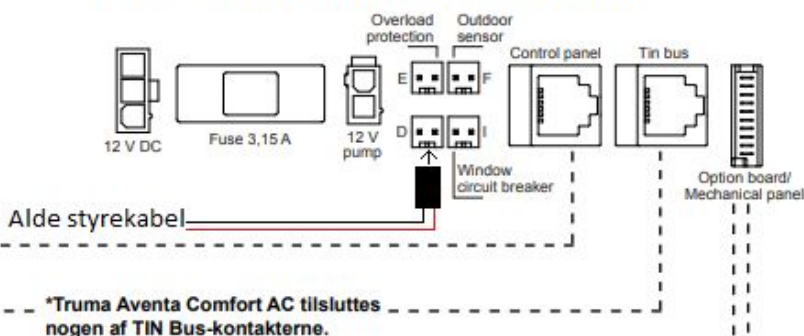 Overload
protection
Outdoor
sensor
Control panel
Tin bus
E
F
12 V DC
Fuse 3,15 A
12 V
pump
D
I
Window
circuit breaker
Option board/
Mechanical panel
Alde styrekabel
*Truma Aventa Comfort AC tilsluttes
nogen af TIN Bus-kontakterne.